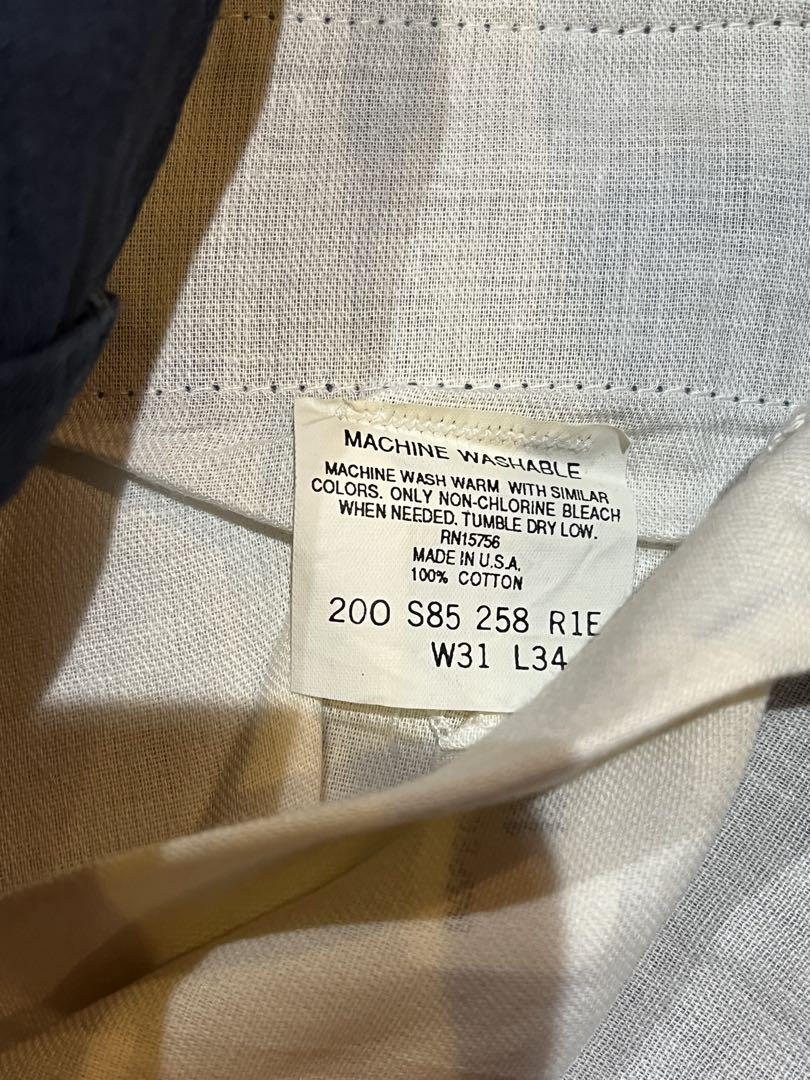 MACHINE WASHABLE
MACHINE WASH WARM WITH SIMILAR
COLORS. ONLY NON-CHLORINE BLEACH
WHEN NEEDED. TUMBLE DRY LOW.
RN15756
MADE IN U.S.A.
100% COTTON
200 S85 258 R1E
W31 L34